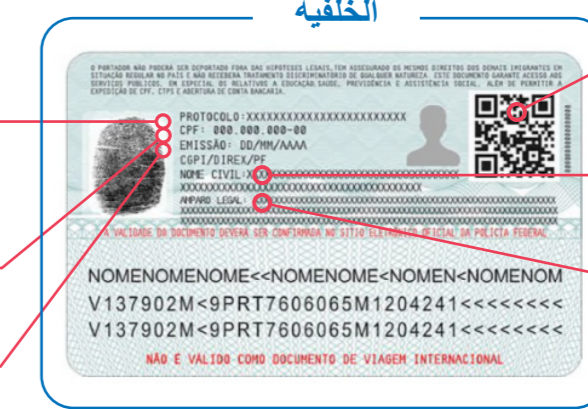 الخلفية
O PORTADOR NÃO PODERÁ SER DEPORTADO FORA DAS HIPÓTESES LEGAIS, TEM ASSEGURADO OS MESMOS DIREITOS DOS DEMAIS IMIGRANTES EM
SITUAÇÃO REGULAR NO PAÍS E NÃO RECEBERÁ TRATAMENTO DISCRIMINATÓRIO DE QUALQUER NATUREZA. ESTE DOCUMENTO GARANTE ACESSO AOS
SERVIÇOS PÚBLICOS, EM ESPECIAL OS RELATIVOS A EDUCAÇÃO, SAÚDE, PREVIDÊNCIA E ASSISTÊNCIA SOCIAL, ALÉM DE PERMITIR A
EXPEDIÇÃO DE CPF, CTPS E ABERTURA DE CONTA BANCÁRIA.
PROTOCOLO:XXXXXXXXXXXXXXXXXXXXXXXX
CPF: 000.000.000-00
EMISSÃO: DD/MM/AAAA
CGPI/DIREX/PF
NOME CIVIL:
AMPARO LEGAL:
A VALIDADE DO DOCUMENTO DEVERÁ SER CONFIRMADA NO SÍTIO ELETRÔNICO OFICIAL DA POLÍCIA FEDERAL
NOMENOMENOME<<NOMENOME<NOMEN<NOMENOM
V137902M<9PRT7606065M1204241<<<<<<<<
V137902M<9PRT7606065M1204241<<<<<<<<
NÃO É VÁLIDO COMO DOCUMENTO DE VIAGEM INTERNACIONAL